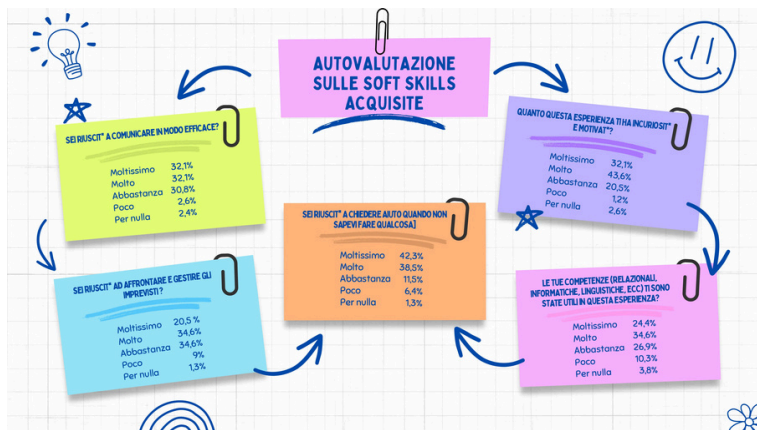 AUTOVALUTAZIONE
SULLE SOFT SKILLS
ACQUISITE
SEI RIUSCIT* A COMUNICARE IN MODO EFFICACE?
Moltissimo 32,1%
Molto 32,1%
Abbastanza 30,8%
Poco 2,6%
Per nulla 2,4%
QUANTO QUESTA ESPERIENZA TI HA INCURIOSIT*
E MOTIVAT*?
Moltissimo 32,1%
Molto 43,6%
Abbastanza 20,5%
Poco 1,2%
Per nulla 2,6%
SEI RIUSCIT* A CHIEDERE AIUTO QUANDO NON
SAPEVI FARE QUALCOSA]
Moltissimo 42,3%
Molto 38,5%
Abbastanza 11,5%
Poco 6,4%
Per nulla 1,3%
SEI RIUSCIT* AD AFFRONTARE E GESTIRE GLI
IMPREVISTI ?
Moltissimo 20,5 %
Molto 34,6%
Abbastanza 34,6%
Poco 9%
Per nulla 1,3%
LE TUE COMPETENZE (RELAZIONALI,
INFORMATICHE, LINGUISTICHE, ECC) TI SONO
STATE UTILI IN QUESTA ESPERIENZA?
Moltissimo 24,4%
Molto 34,6%
Abbastanza 26,9%
Poco 10,3%
Per nulla 3,8%